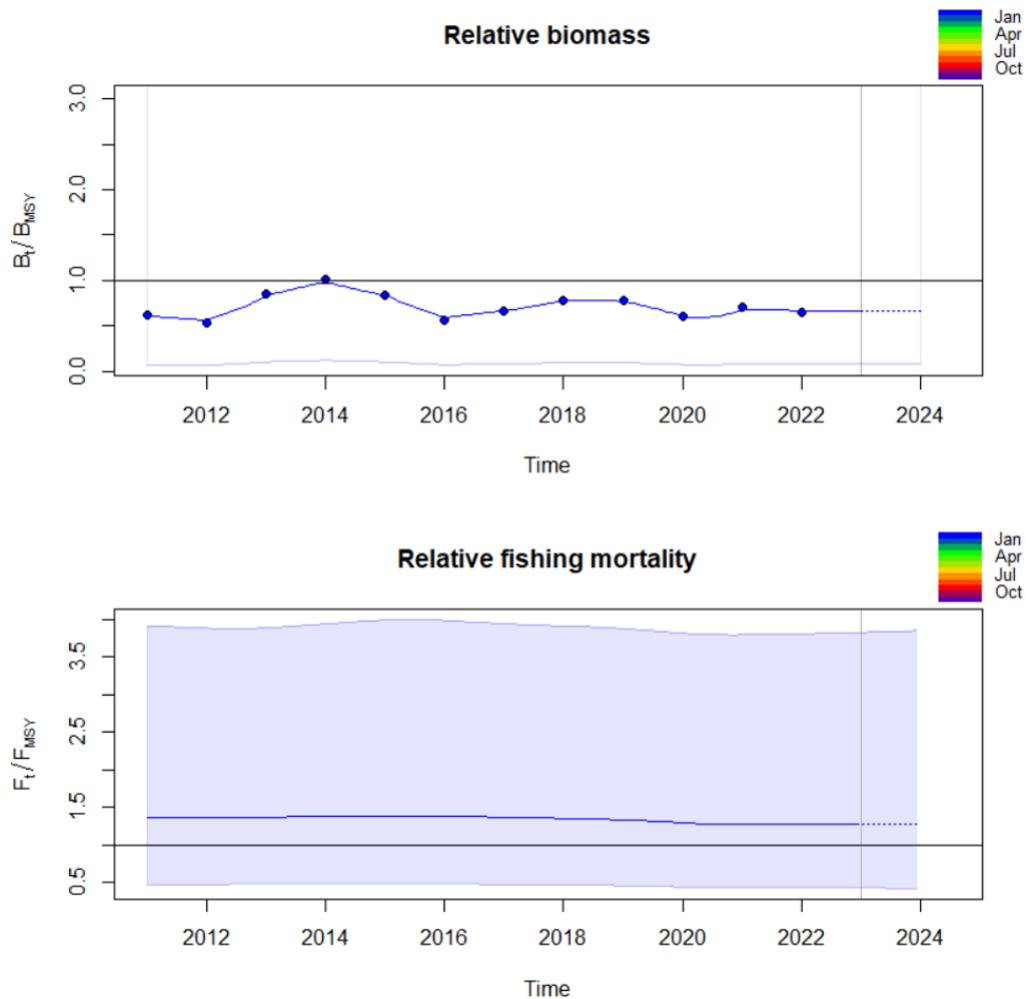 Relative biomass
Jan
Apr
Jul
Oct
Bt / BMSY
3.0
2.0
1.0
0.0
2012 2014 2016 2018 2020 2022 2024
Time
Relative fishing mortality
Jan
Apr
Jul
Oct
Ft / FMSY
3.5
2.5
1.5
0.5
2012 2014 2016 2018 2020 2022 2024
Time